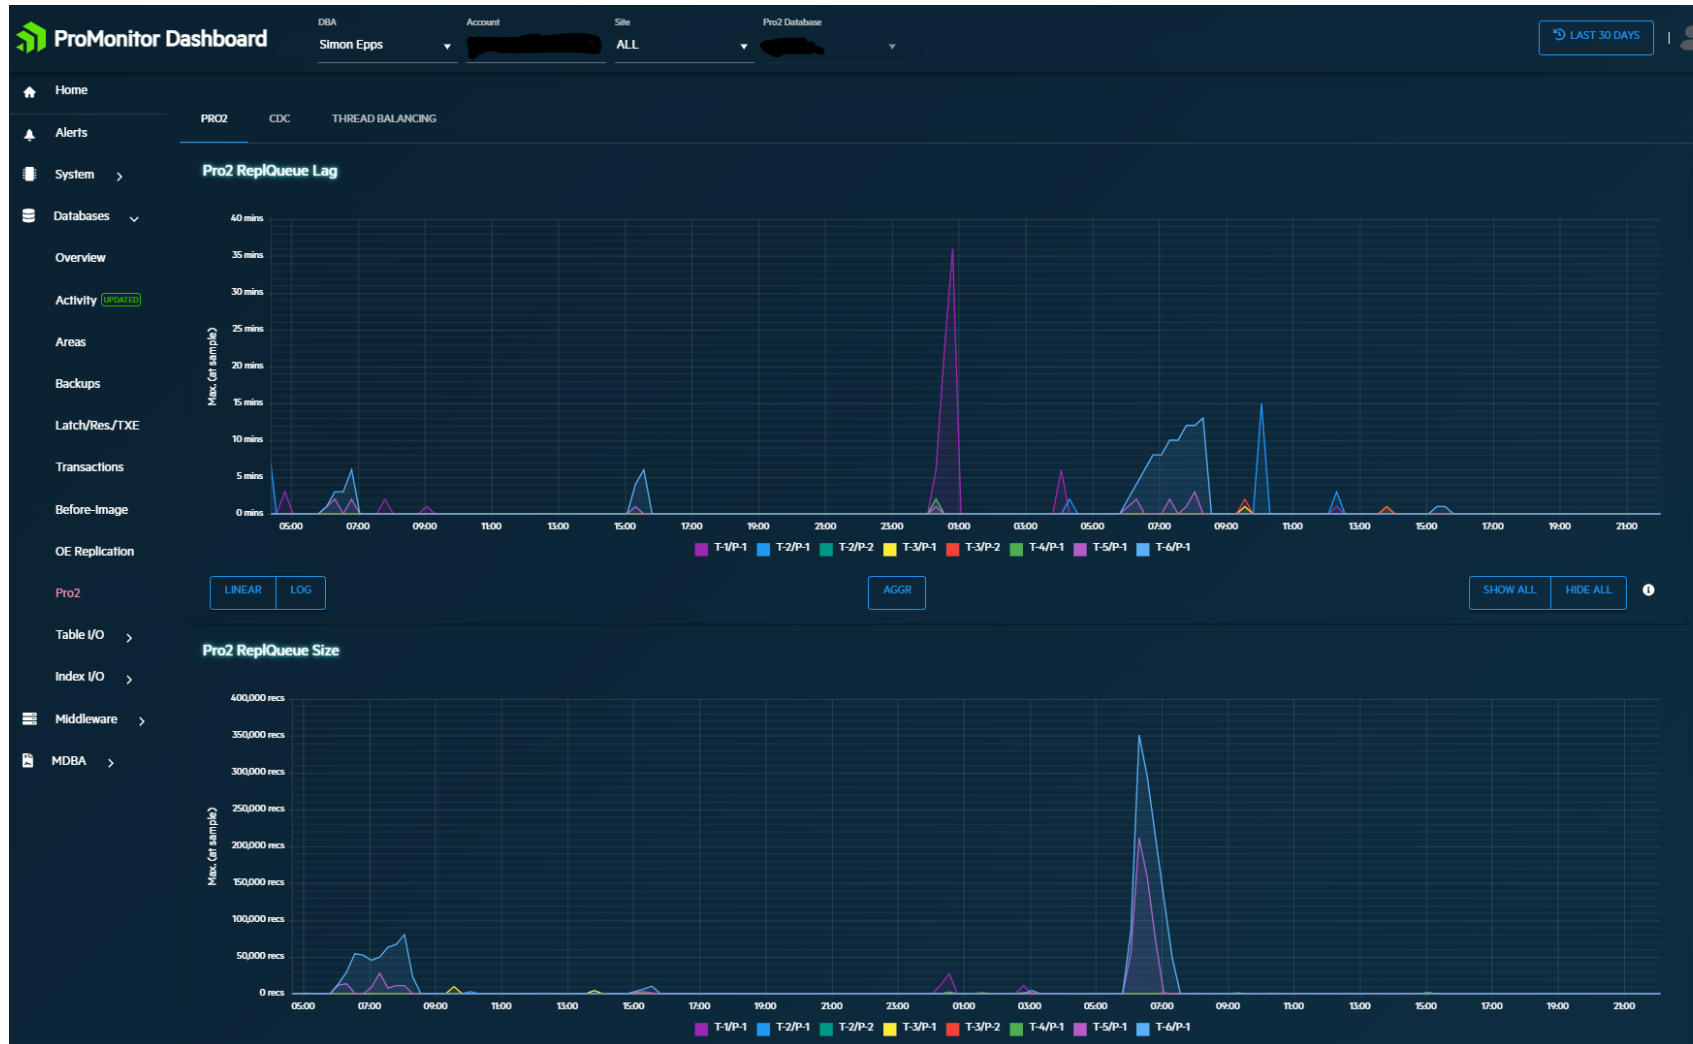 ProMonitor Dashboard
DBA
Simon Epps
Account
Site
ALL
Pro2 Database
LAST 30 DAYS
Home
Alerts
System
Databases
Overview
Activity UPDATED
Areas
Backups
Latch/Res./TXE
Transactions
Before-Image
OE Replication
Pro2
Table I/O
Index I/O
Middleware
MDBA
PRO2 CDC THREAD BALANCING
Pro2 ReplQueue Lag
Max. (at sample)
40 mins
35 mins
30 mins
25 mins
20 mins
15 mins
10 mins
5 mins
0 mins
05:00 07:00 09:00 11:00 13:00 15:00 17:00 19:00 21:00 23:00 01:00 03:00 05:00 07:00 09:00 11:00 13:00 15:00 17:00 19:00 21:00
T-1/P-1 T-2/P-1 T-2/P-2 T-3/P-1 T-3/P-2 T-4/P-1 T-5/P-1 T-6/P-1
LINEAR LOG AGGR SHOW ALL HIDE ALL
Pro2 ReplQueue Size
Max. (at sample)
400,000 recs
350,000 recs
300,000 recs
250,000 recs
200,000 recs
150,000 recs
100,000 recs
50,000 recs
0 recs
05:00 07:00 09:00 11:00 13:00 15:00 17:00 19:00 21:00 23:00 01:00 03:00 05:00 07:00 09:00 11:00 13:00 15:00 17:00 19:00 21:00
T-1/P-1 T-2/P-1 T-2/P-2 T-3/P-1 T-3/P-2 T-4/P-1 T-5/P-1 T-6/P-1